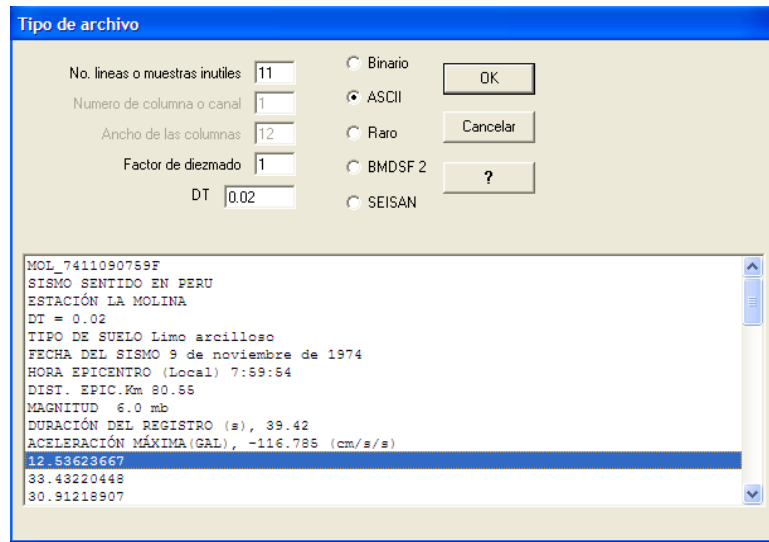 Tipo de archivo
No. lineas o muestras inutiles 11
Numero de columna o canal 1
Ancho de las columnas 12
Factor de diezmado 1
DT 0.02
Binario
ASCII
Raro
BMDSF 2
SEISAN
OK
Cancelar
?
MOL_7411090759F
SISMO SENTIDO EN PERU
ESTACIÓN LA MOLINA
DT = 0.02
TIPO DE SUELO Limo arcilloso
FECHA DEL SISMO 9 de noviembre de 1974
HORA EPICENTRO (Local) 7:59:54
DIST. EPIC.Km 80.55
MAGNITUD  6.0 mb
DURACIÓN DEL REGISTRO (s), 39.42
ACELERACIÓN MÁXIMA(GAL), -116.785 (cm/s/s)
12.53623667
33.43220448
30.91218907